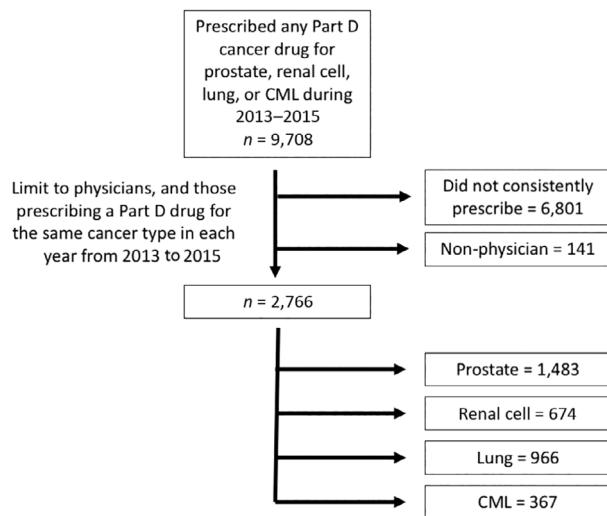 Prescribed any Part D
cancer drug for
prostate, renal cell,
lung, or CML during
2013–2015
n = 9,708
Limit to physicians, and those
prescribing a Part D drug for
the same cancer type in each
year from 2013 to 2015
Did not consistently
prescribe = 6,801
Non-physician = 141
n = 2,766
Prostate = 1,483
Renal cell = 674
Lung = 966
CML = 367